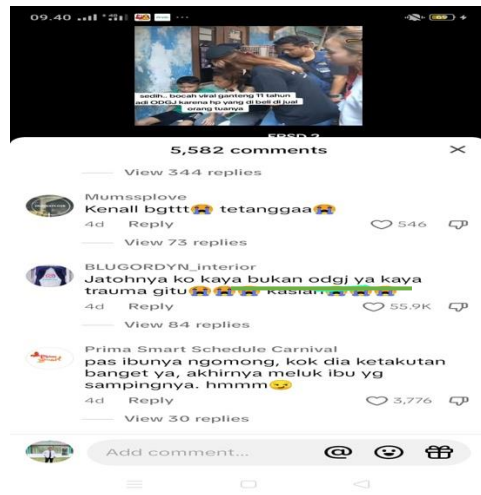 09.40
sedih.. bocah viral ganteng 11 tahun
adi ODGJ karena hp yang di beli di jual
orang tuanya
5,582 comments
View 344 replies
Mumssplove
Kenall bgttt😭 tetanggaa😭
4d Reply 546
View 73 replies
BLUGORDYN_interior
Jatohnya ko kaya bukan odgj ya kaya
trauma gitu😭😭😭 kasian😭😭😭
4d Reply 55.9K
View 84 replies
Prima Smart Schedule Carnival
pas ibunya ngomong, kok dia ketakutan
banget ya, akhirnya meluk ibu yg
sampingnya. hmmm😪
4d Reply 3,776
View 30 replies
Add comment...